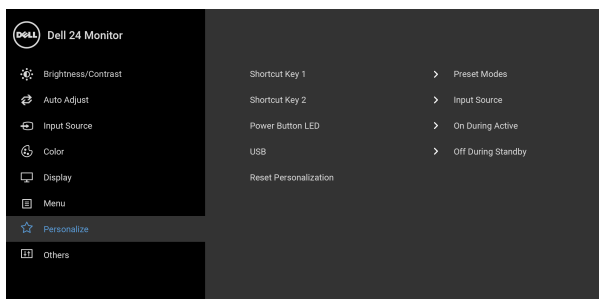 DELL Dell 24 Monitor
Brightness/Contrast
Auto Adjust
Input Source
Color
Display
Menu
Personalize
Others
Shortcut Key 1 > Preset Modes
Shortcut Key 2 > Input Source
Power Button LED > On During Active
USB > Off During Standby
Reset Personalization